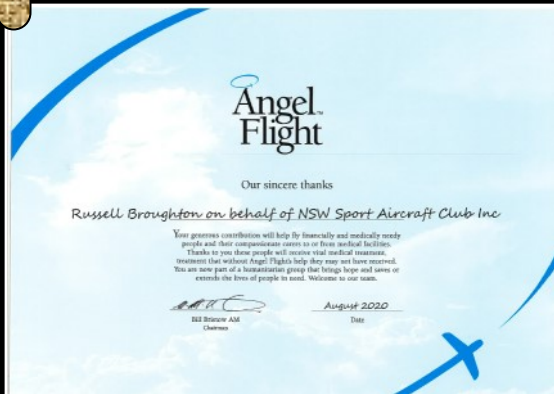 Angel
Flight
Our sincere thanks
Russell Broughton on behalf of NSW Sport Aircraft Club Inc
Your generous contribution will help fly financially and medically needy
people and their compassionate carers to or from medical facilities.
Thanks to you these people will receive vital medical treatment,
treatment that without Angel Flight's help they may not have received.
You are now part of a humanitarian group that brings hope and saves or
extends the lives of people in need. Welcome to our team.
August 2020
Bill Bristow AM
Date
Chairman